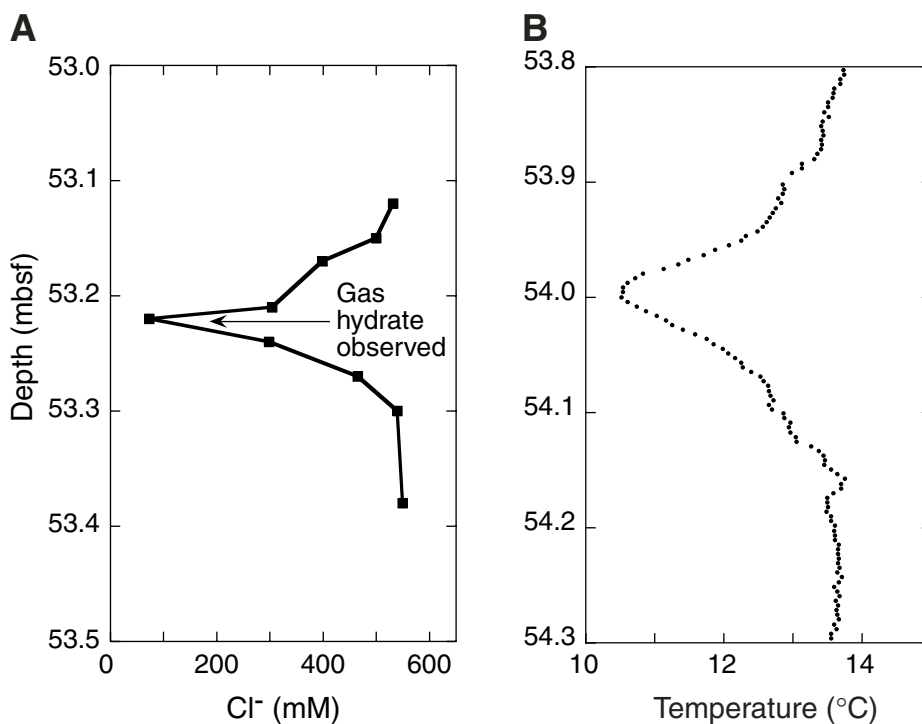 A
53.0
53.1
53.2
53.3
53.4
53.5
Depth (mbsf)
Gas
hydrate
observed
0 200 400 600
Cl⁻ (mM)
B
53.8
53.9
54.0
54.1
54.2
54.3
10 12 14
Temperature (°C)